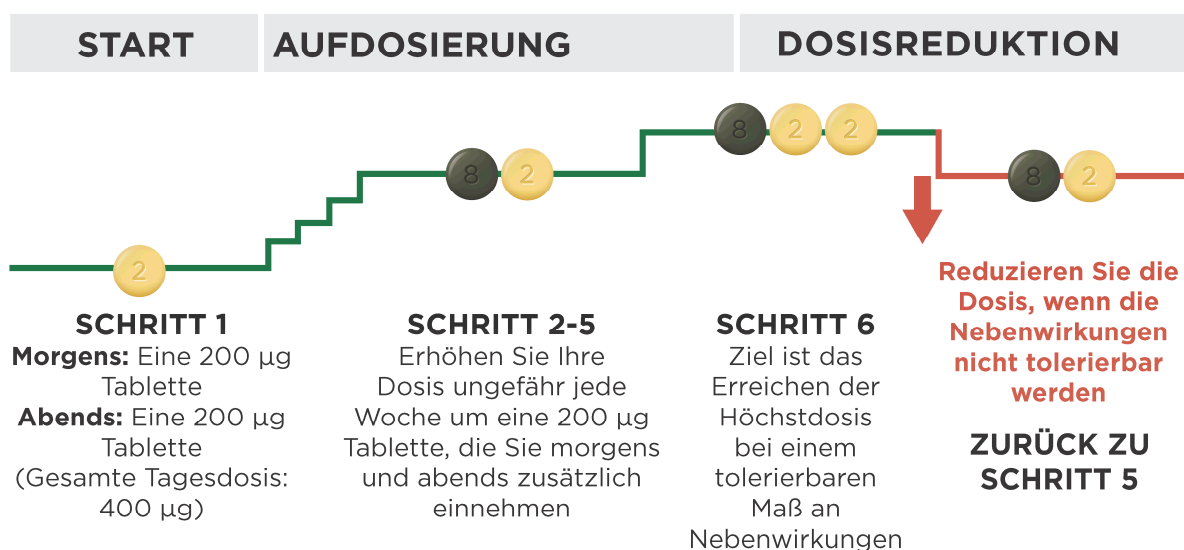 START
AUFDOSIERUNG
DOSISREDUKTION
8 2 2
8 2
8 2
2
SCHRITT 1
Morgens: Eine 200 µg
Tablette
Abends: Eine 200 µg
Tablette
(Gesamte Tagesdosis:
400 µg)
SCHRITT 2-5
Erhöhen Sie Ihre
Dosis ungefähr jede
Woche um eine 200 µg
Tablette, die Sie morgens
und abends zusätzlich
einnehmen
SCHRITT 6
Ziel ist das
Erreichen der
Höchstdosis
bei einem
tolerierbaren
Maß an
Nebenwirkungen
Reduzieren Sie die
Dosis, wenn die
Nebenwirkungen
nicht tolerierbar
werden
ZURÜCK ZU
SCHRITT 5